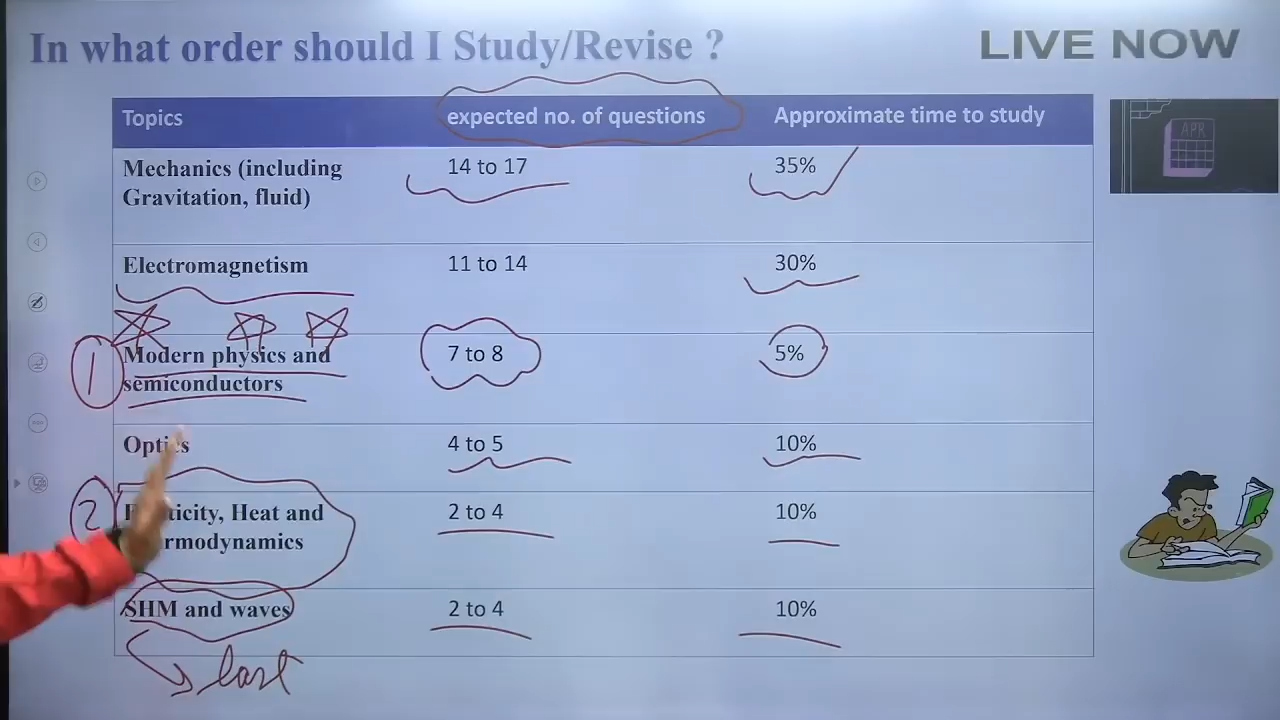 In what order should I Study/Revise ?
LIVE NOW
Topics
expected no. of questions
Approximate time to study
APR
Mechanics (including
Gravitation, fluid)
14 to 17
35%
Electromagnetism
11 to 14
30%
1
Modern physics and
semiconductors
7 to 8
5%
Optics
4 to 5
10%
2
Heat and
2 to 4
10%
SHM and waves
2 to 4
10%
last